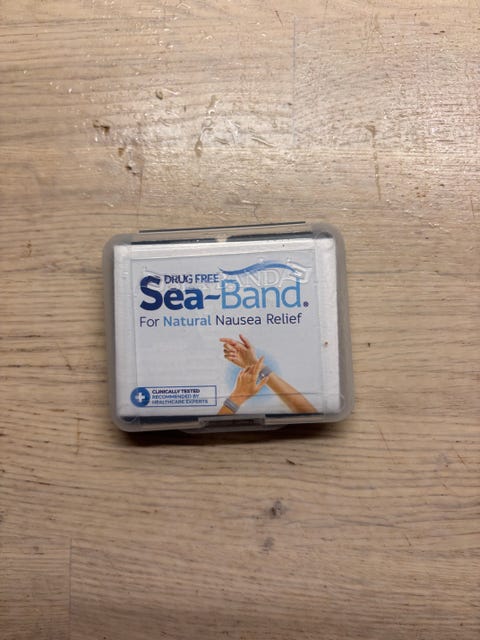 DRUG FREE
Sea~Band®
For Natural Nausea Relief
CLINICALLY TESTED
RECOMMENDED BY
HEALTHCARE EXPERTS